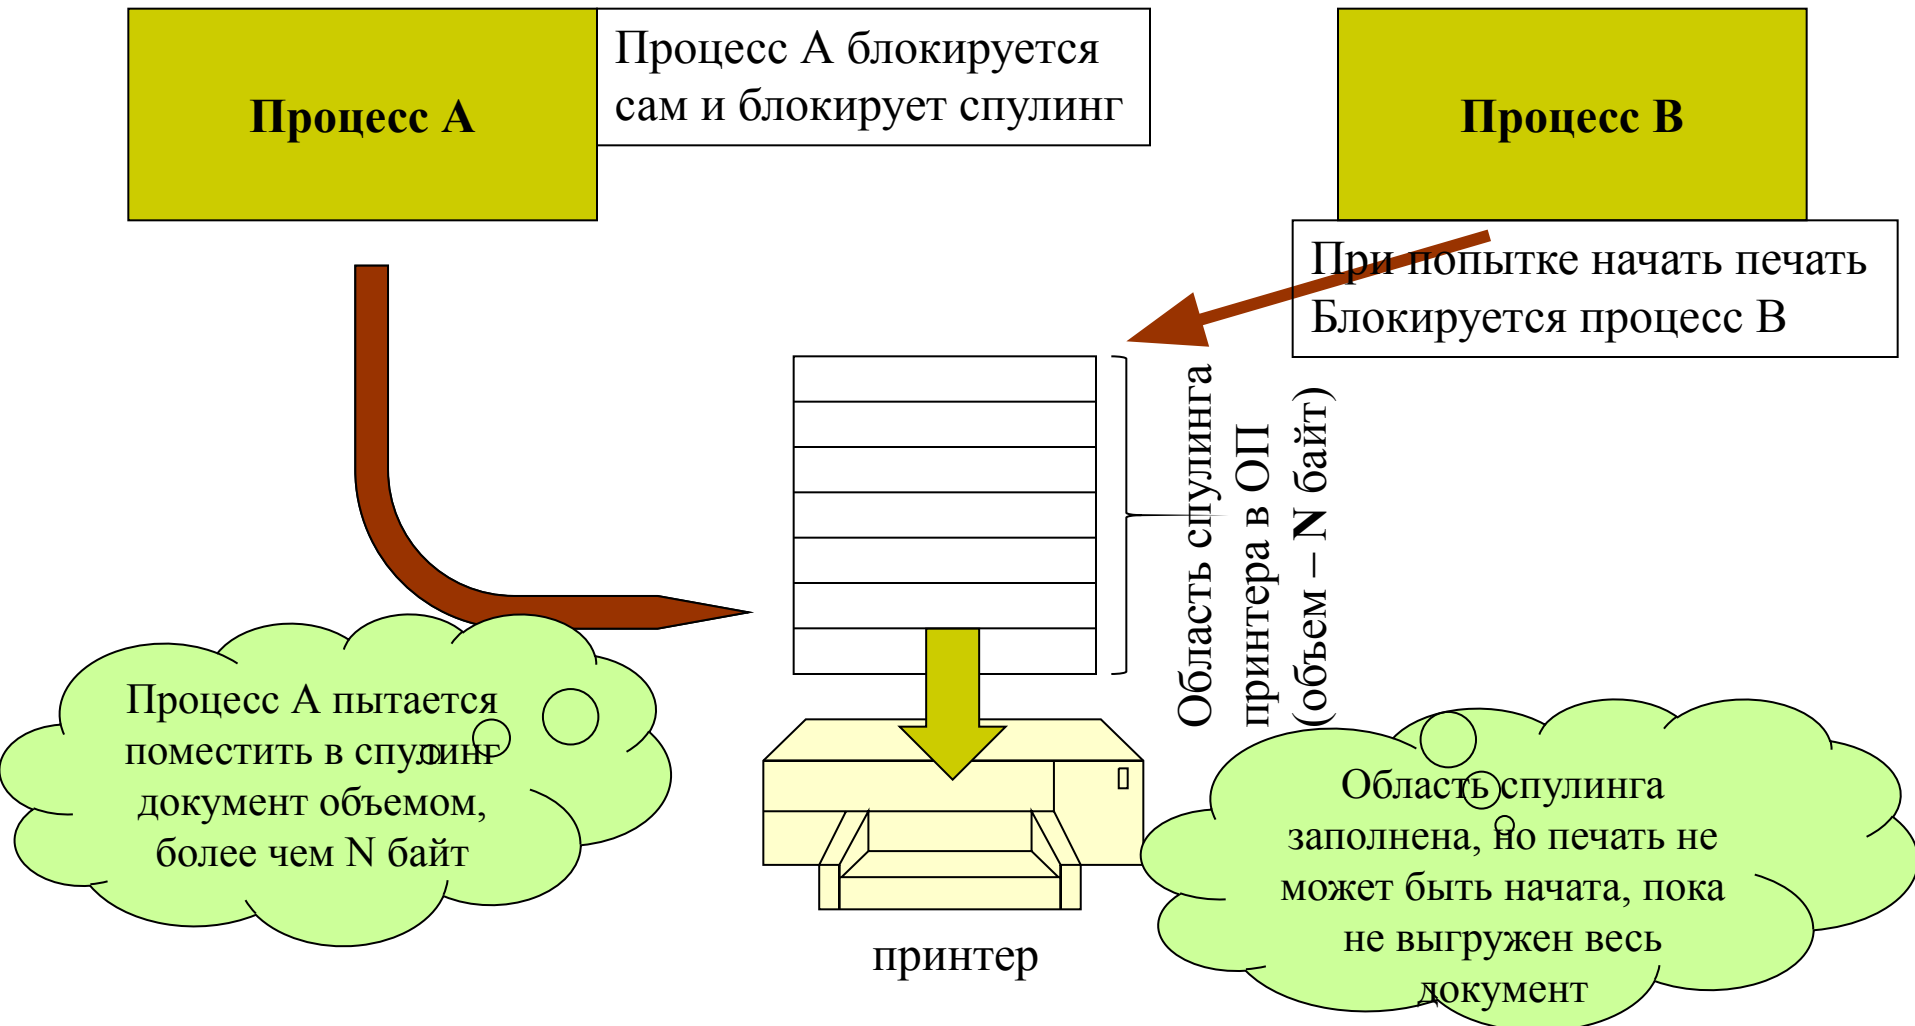 Процесс А
Процесс А блокируется
сам и блокирует спулинг
Процесс В
При попытке начать печать
Блокируется процесс В
Область спулинга
принтера в ОП
(объем – N байт)
Процесс А пытается
поместить в спулинг
документ объемом,
более чем N байт
Область спулинга
заполнена, но печать не
может быть начата, пока
не выгружен весь
документ
принтер